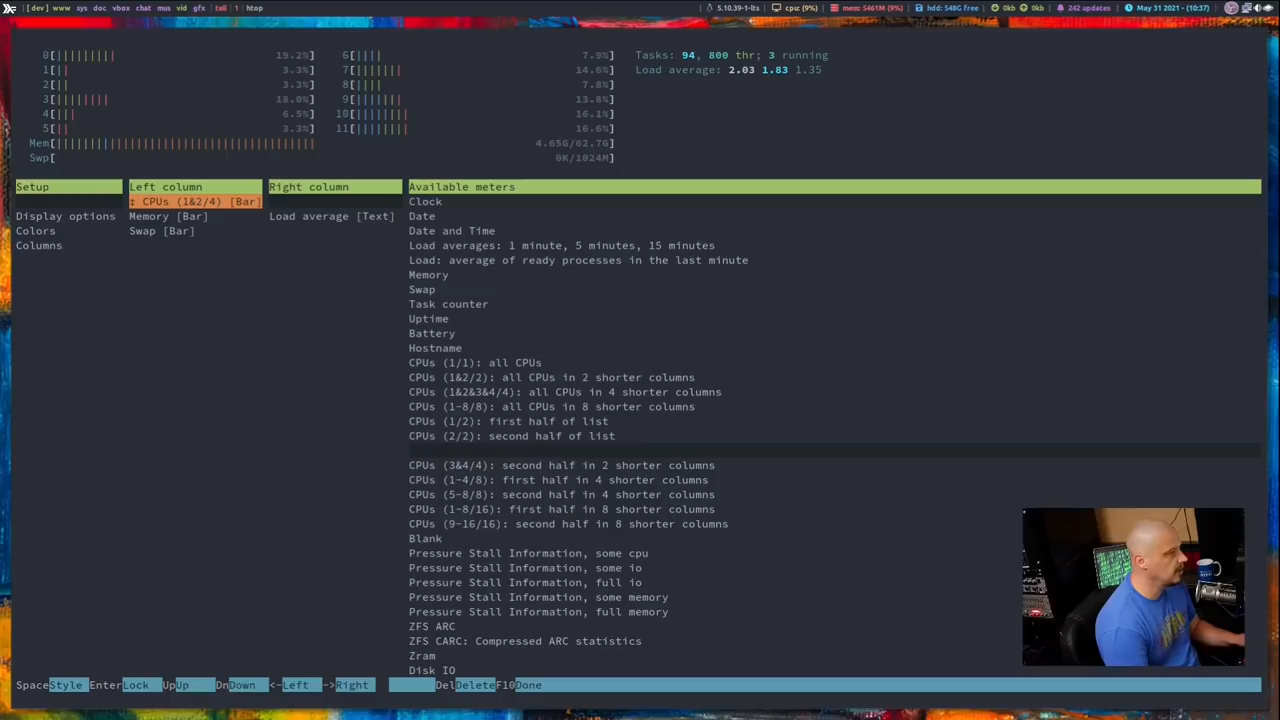 [ dev ] www sys doc vbox chat mus vid gfx | tall | 1 | htop
5.10.39-1-lts | cpu: (9%) | mem: 5461M (9%) | hdd: 548G free | 0kb 0kb | 242 updates | May 31 2021 - (10:37)
0[ 19.2%] 6[ 7.9%] Tasks: 94, 800 thr; 3 running
1[ 3.3%] 7[ 14.6%] Load average: 2.03 1.83 1.35
2[ 3.3%] 8[ 7.8%]
3[ 18.0%] 9[ 13.8%]
4[ 6.5%] 10[ 16.1%]
5[ 3.3%] 11[ 16.6%]
Mem[ 4.65G/62.7G]
Swp[ 0K/1024M]
Setup Left column Right column Available meters
↕ CPUs (1&2/4) [Bar] Clock
Display options Memory [Bar] Load average [Text] Date
Colors Swap [Bar] Date and Time
Columns Load averages: 1 minute, 5 minutes, 15 minutes
Load: average of ready processes in the last minute
Memory
Swap
Task counter
Uptime
Battery
Hostname
CPUs (1/1): all CPUs
CPUs (1&2/2): all CPUs in 2 shorter columns
CPUs (1&2&3&4/4): all CPUs in 4 shorter columns
CPUs (1-8/8): all CPUs in 8 shorter columns
CPUs (1/2): first half of list
CPUs (2/2): second half of list
CPUs (3&4/4): second half in 2 shorter columns
CPUs (1-4/8): first half in 4 shorter columns
CPUs (5-8/8): second half in 4 shorter columns
CPUs (1-8/16): first half in 8 shorter columns
CPUs (9-16/16): second half in 8 shorter columns
Blank
Pressure Stall Information, some cpu
Pressure Stall Information, some io
Pressure Stall Information, full io
Pressure Stall Information, some memory
Pressure Stall Information, full memory
ZFS ARC
ZFS CARC: Compressed ARC statistics
Zram
Disk IO
Space Style Enter Lock Up Up Dn Down <- Left -> Right Del Delete F10 Done